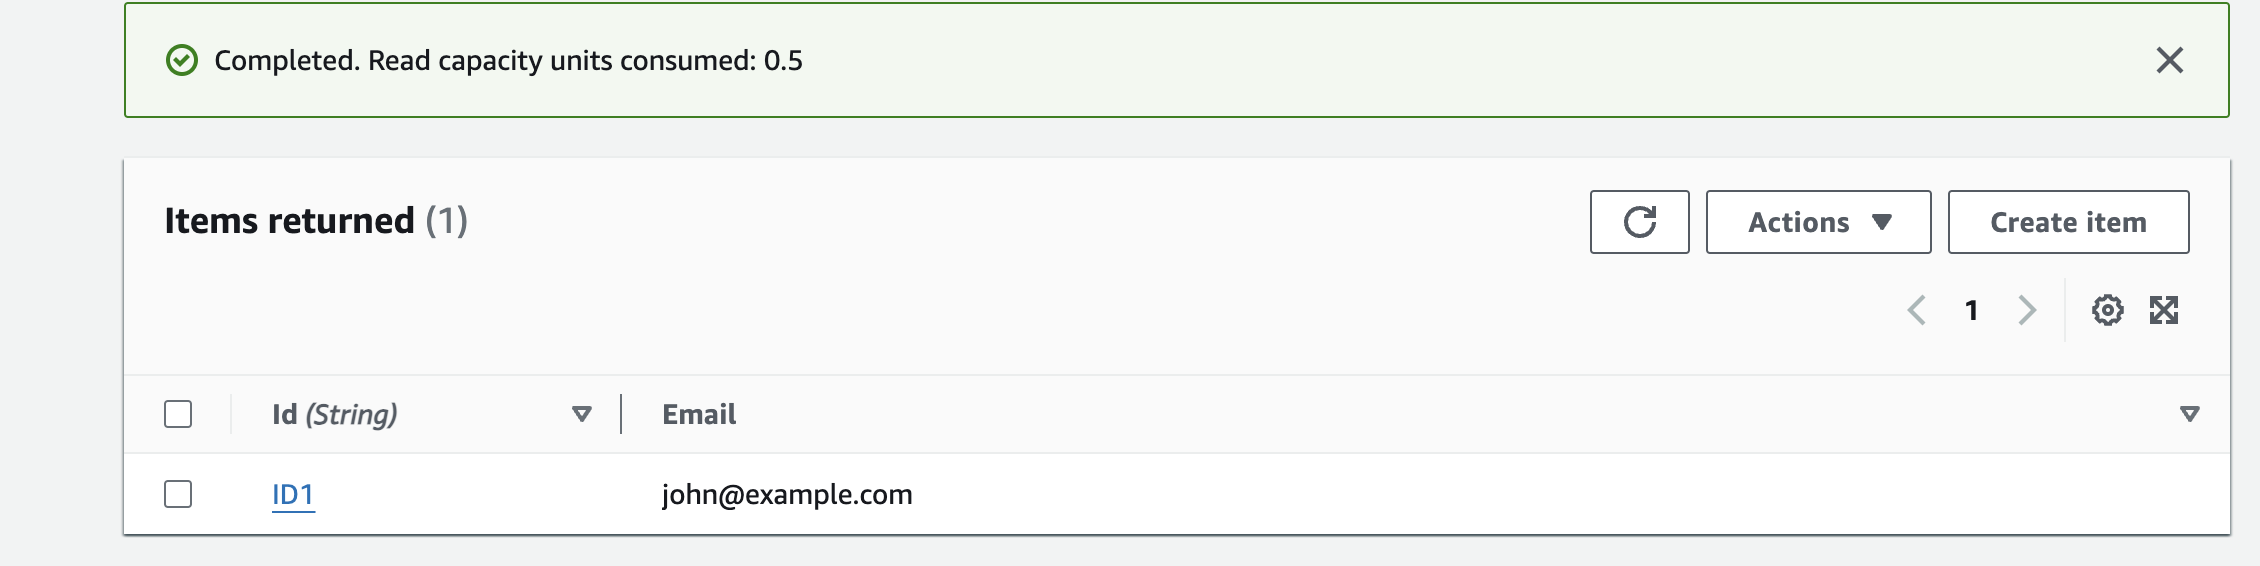 Completed. Read capacity units consumed: 0.5
Items returned (1)
Actions
Create item
1
Id (String)
Email
ID1
john@example.com